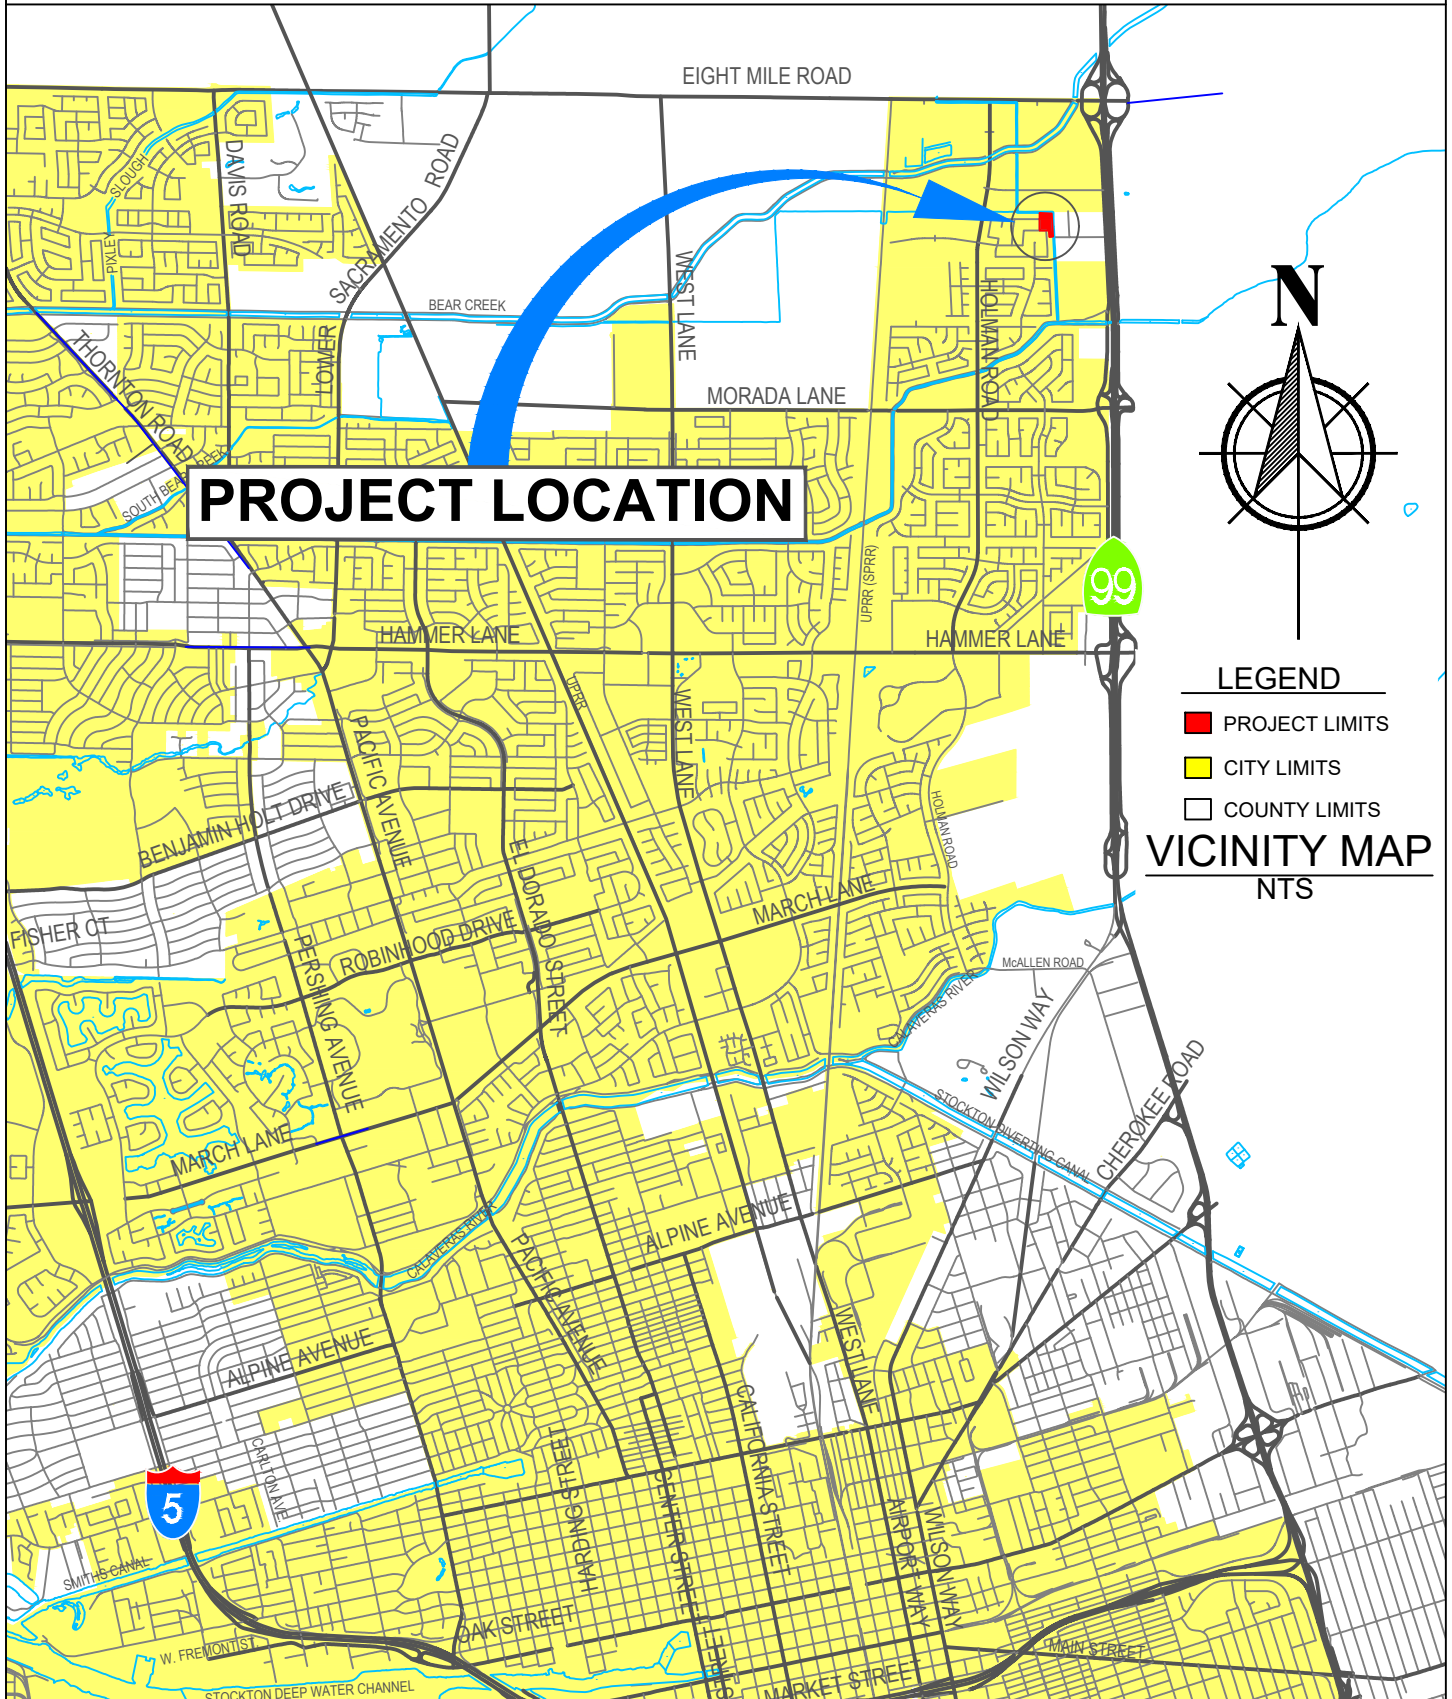 EIGHT MILE ROAD
DAVIS ROAD
SLOUGH
PIXLEY
SACRAMENTO ROAD
LOWER
BEAR CREEK
WEST LANE
HOLMAN ROAD
N
THORNTON ROAD
MORADA LANE
SOUTH BEAR CREEK
PROJECT LOCATION
UPRR (SPRR)
99
HAMMER LANE
HAMMER LANE
UPRR
WEST LANE
LEGEND
PROJECT LIMITS
CITY LIMITS
COUNTY LIMITS
VICINITY MAP
NTS
PACIFIC AVENUE
BENJAMIN HOLT DRIVE
EL DORADO STREET
HOLMAN ROAD
MARCH LANE
FISHER CT
PERSHING AVENUE
ROBINHOOD DRIVE
McALLEN ROAD
CALAVERAS RIVER
WILSON WAY
CHEROKEE ROAD
STOCKTON DIVERTING CANAL
MARCH LANE
CALAVERAS RIVER
PACIFIC AVENUE
ALPINE AVENUE
ALPINE AVENUE
WEST LANE
CALIFORNIA STREET
CARLTON AVE
HARDING STREET
CENTER STREET
AIRPORT WAY
WILSON WAY
5
SMITHS CANAL
OAK STREET
W. FREMONT ST.
MAIN STREET
MARKET STREET
STREET
STOCKTON DEEP WATER CHANNEL